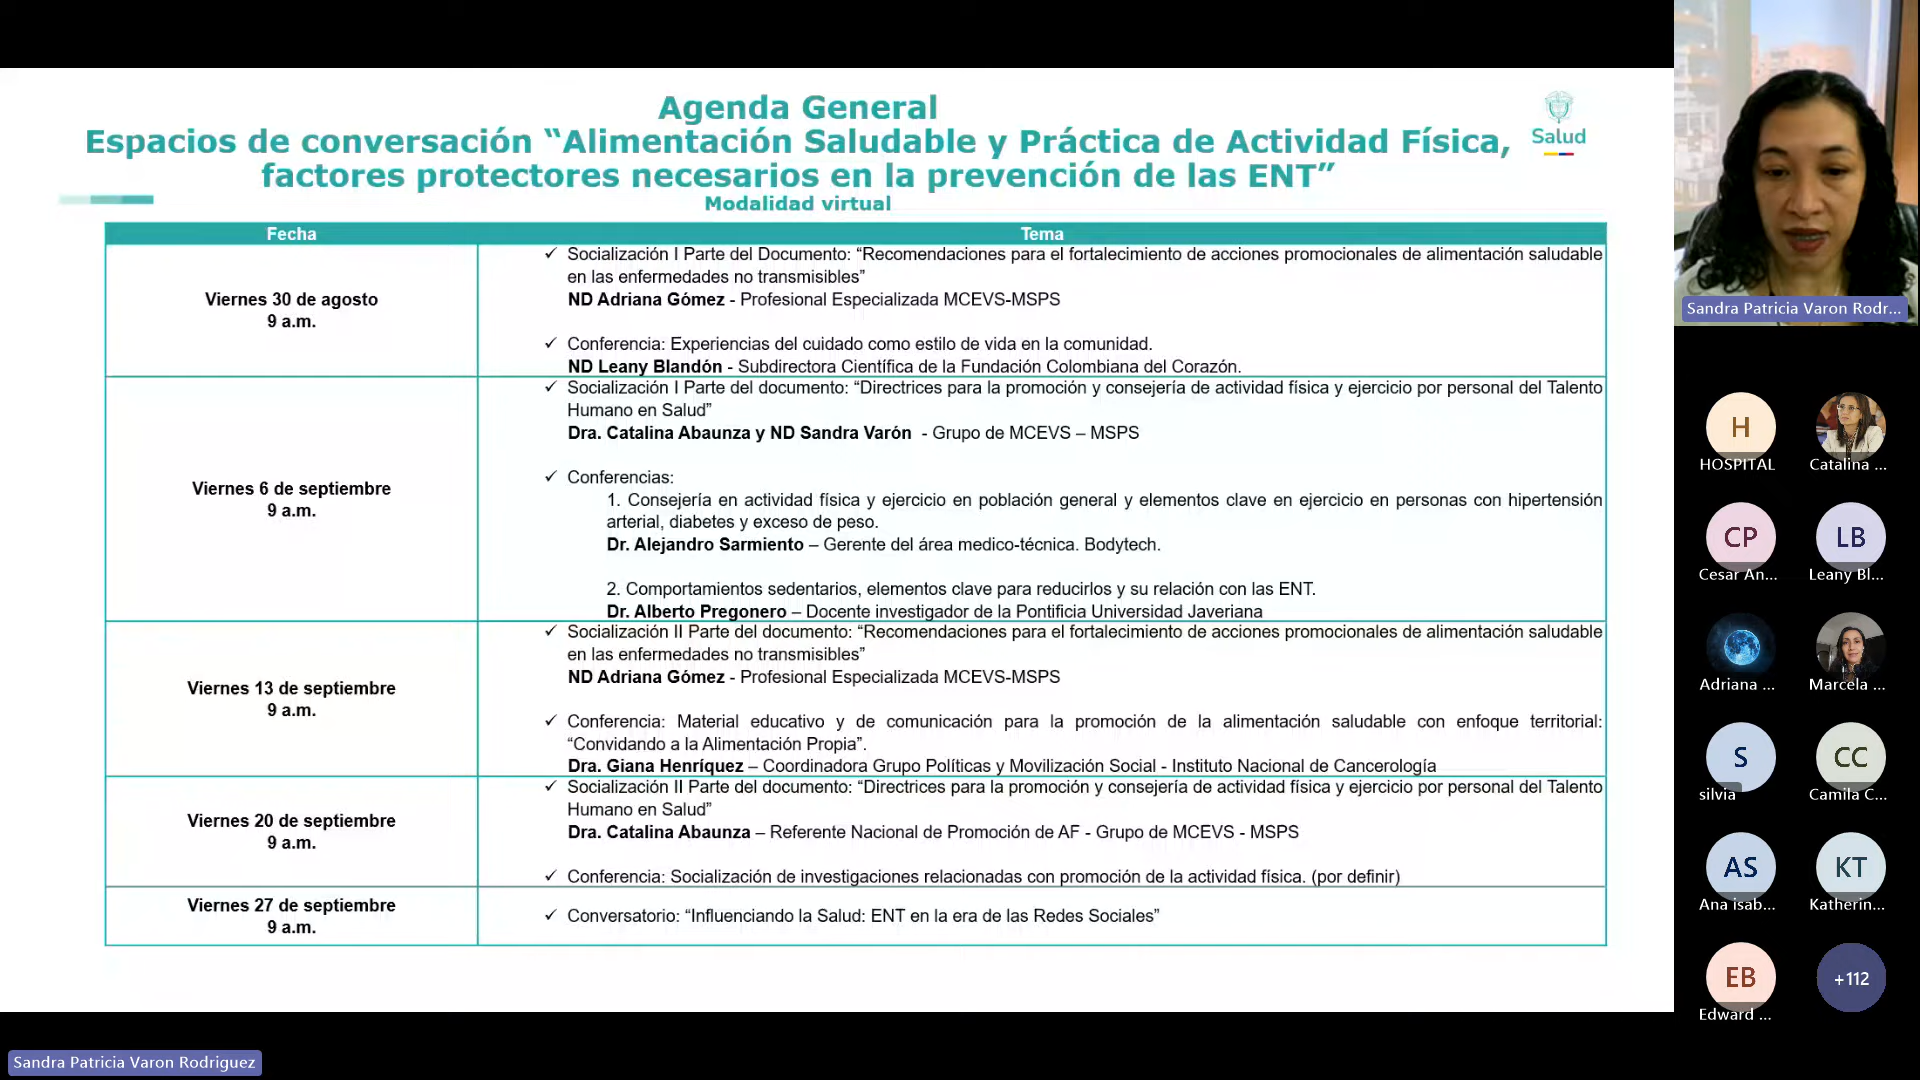 Agenda General
Espacios de conversación “Alimentación Saludable y Práctica de Actividad Física,
factores protectores necesarios en la prevención de las ENT”
Modalidad virtual
Salud
Fecha
Tema
Viernes 30 de agosto
9 a.m.
✓ Socialización I Parte del Documento: “Recomendaciones para el fortalecimiento de acciones promocionales de alimentación saludable
en las enfermedades no transmisibles”
ND Adriana Gómez - Profesional Especializada MCEVS-MSPS
✓ Conferencia: Experiencias del cuidado como estilo de vida en la comunidad.
ND Leany Blandón - Subdirectora Científica de la Fundación Colombiana del Corazón.
Viernes 6 de septiembre
9 a.m.
✓ Socialización I Parte del documento: “Directrices para la promoción y consejería de actividad física y ejercicio por personal del Talento
Humano en Salud”
Dra. Catalina Abaunza y ND Sandra Varón - Grupo de MCEVS – MSPS
✓ Conferencias:
1. Consejería en actividad física y ejercicio en población general y elementos clave en ejercicio en personas con hipertensión
arterial, diabetes y exceso de peso.
Dr. Alejandro Sarmiento – Gerente del área medico-técnica. Bodytech.
2. Comportamientos sedentarios, elementos clave para reducirlos y su relación con las ENT.
Dr. Alberto Pregonero – Docente investigador de la Pontificia Universidad Javeriana
Viernes 13 de septiembre
9 a.m.
✓ Socialización II Parte del documento: “Recomendaciones para el fortalecimiento de acciones promocionales de alimentación saludable
en las enfermedades no transmisibles”
ND Adriana Gómez - Profesional Especializada MCEVS-MSPS
✓ Conferencia: Material educativo y de comunicación para la promoción de la alimentación saludable con enfoque territorial:
“Convidando a la Alimentación Propia”.
Dra. Giana Henríquez – Coordinadora Grupo Políticas y Movilización Social - Instituto Nacional de Cancerología
Viernes 20 de septiembre
9 a.m.
✓ Socialización II Parte del documento: “Directrices para la promoción y consejería de actividad física y ejercicio por personal del Talento
Humano en Salud”
Dra. Catalina Abaunza – Referente Nacional de Promoción de AF - Grupo de MCEVS - MSPS
✓ Conferencia: Socialización de investigaciones relacionadas con promoción de la actividad física. (por definir)
Viernes 27 de septiembre
9 a.m.
✓ Conversatorio: “Influenciando la Salud: ENT en la era de las Redes Sociales”
Sandra Patricia Varon Rodr...
H
HOSPITAL
Catalina ...
CP
Cesar An...
LB
Leany Bl...
Adriana ...
Marcela ...
S
silvia
CC
Camila C...
AS
Ana isab...
KT
Katherin...
EB
Edward ...
+112
Sandra Patricia Varon Rodriguez